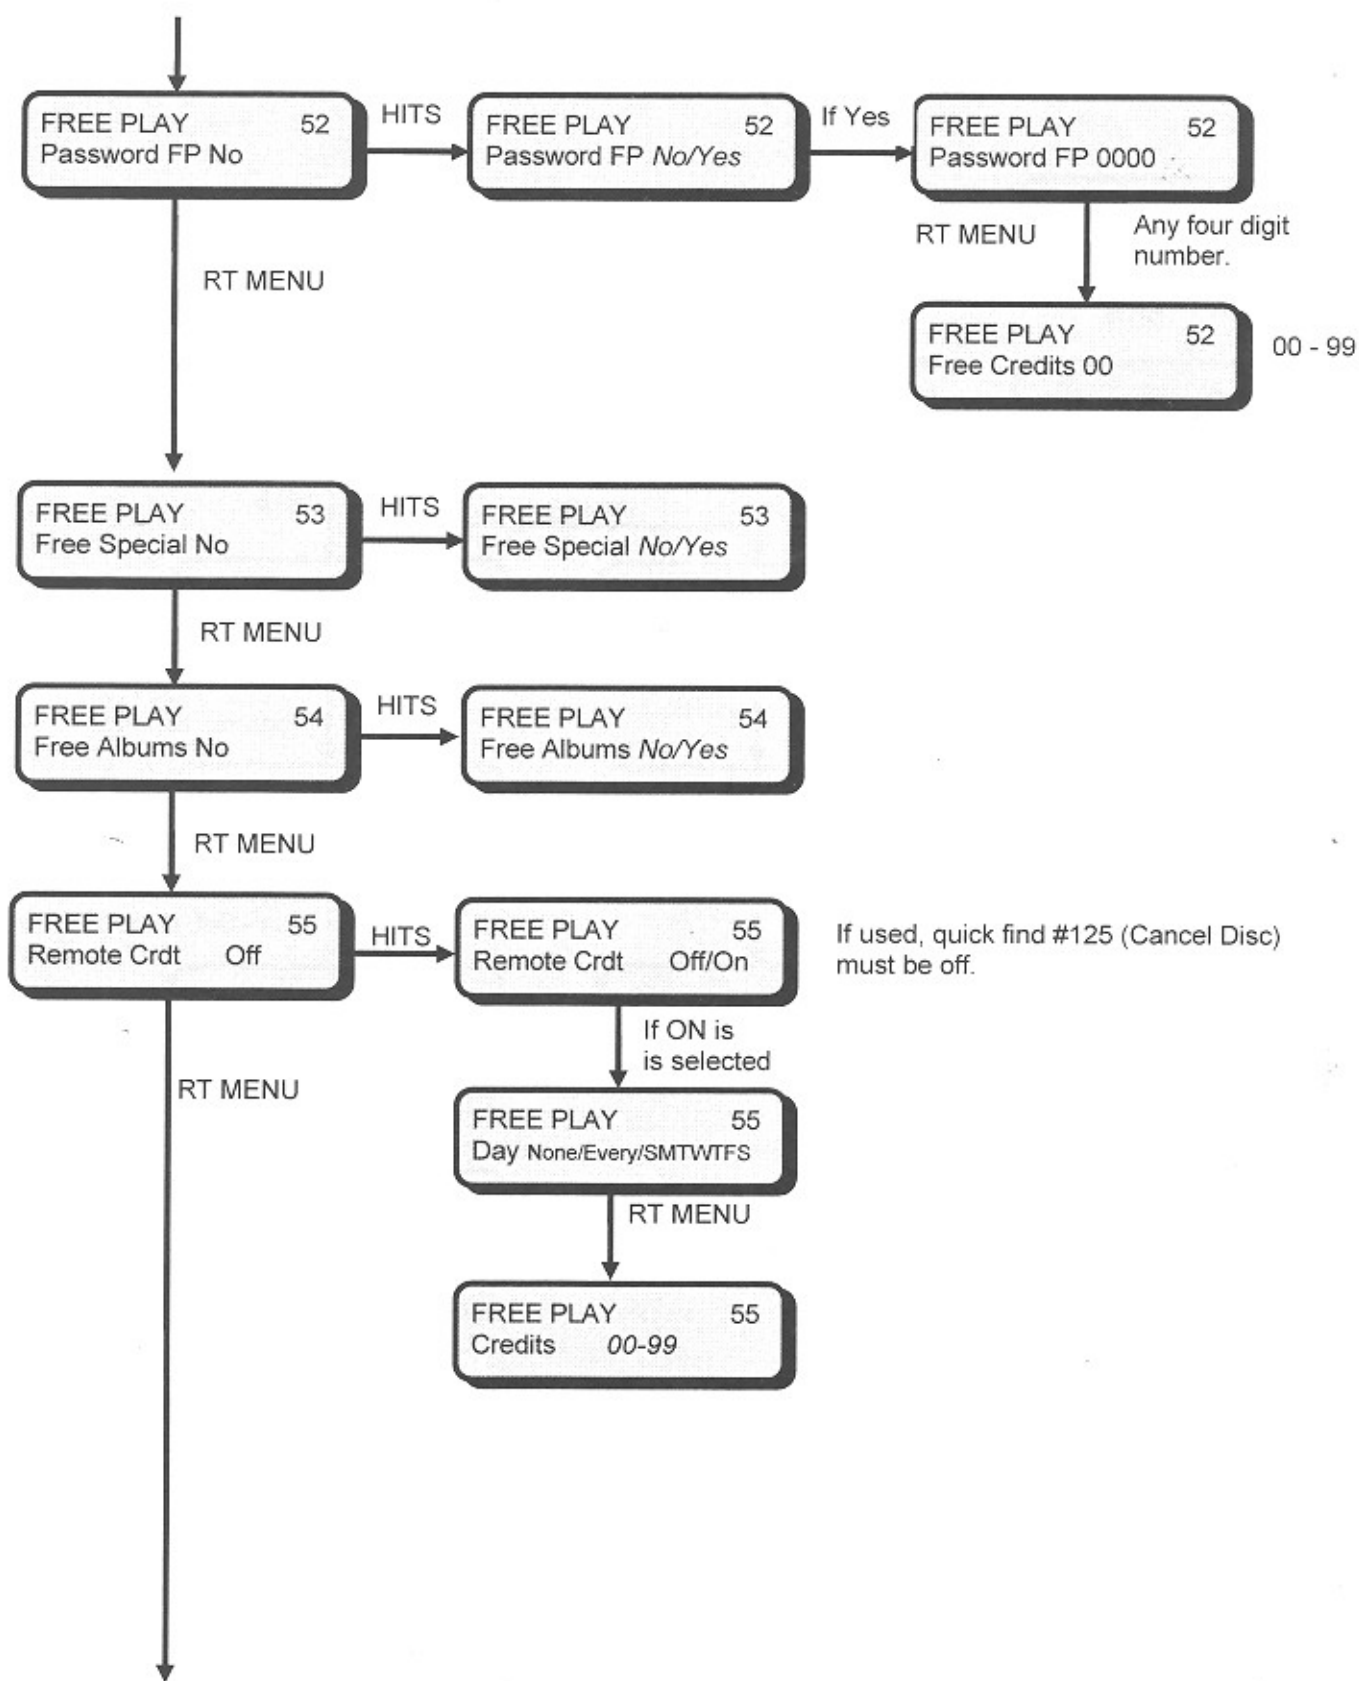 FREE PLAY 52
Password FP No
HITS
FREE PLAY 52
Password FP No/Yes
If Yes
FREE PLAY 52
Password FP 0000
RT MENU
Any four digit
number.
RT MENU
FREE PLAY 52
Free Credits 00
00 - 99
FREE PLAY 53
Free Special No
HITS
FREE PLAY 53
Free Special No/Yes
RT MENU
FREE PLAY 54
Free Albums No
HITS
FREE PLAY 54
Free Albums No/Yes
RT MENU
FREE PLAY 55
Remote Crdt Off
HITS
FREE PLAY 55
Remote Crdt Off/On
If used, quick find #125 (Cancel Disc)
must be off.
If ON is
is selected
RT MENU
FREE PLAY 55
Day None/Every/SMTWTFS
RT MENU
FREE PLAY 55
Credits 00-99